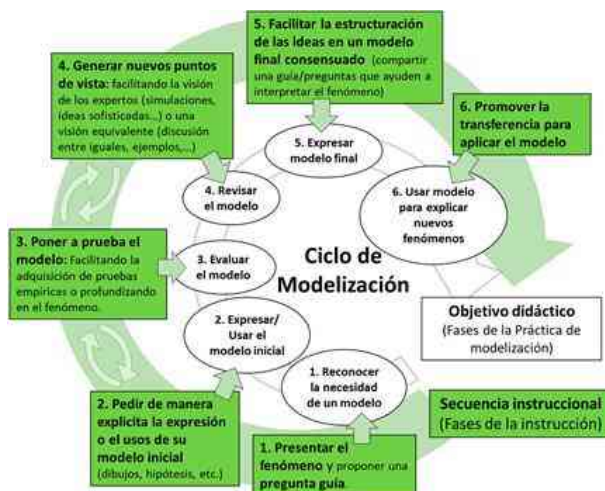 5. Facilitar la estructuración
de las ideas en un modelo
final consensuado (compartir
una guía/preguntas que ayuden a
interpretar el fenómeno)
4. Generar nuevos puntos
de vista: facilitando la visión
de los expertos (simulaciones,
ideas sofisticadas...) o una
visión equivalente (discusión
entre iguales, ejemplos,...)
6. Promover la
transferencia para
aplicar el modelo
5. Expresar
modelo final
4. Revisar
el modelo
6. Usar modelo
para explicar
nuevos
fenómenos
3. Poner a prueba el
modelo: Facilitando la
adquisición de pruebas
empíricas o profundizando
en el fenómeno.
3. Evaluar
el modelo
Ciclo de
Modelización
2. Expresar/
Usar el
modelo inicial
Objetivo didáctico
(Fases de la Práctica de
modelización)
1. Reconocer
la necesidad
de un modelo
2. Pedir de manera
explícita la expresión
o el usos de su
modelo inicial
(dibujos, hipótesis, etc.)
Secuencia instruccional
(Fases de la instrucción)
1. Presentar el
fenómeno y proponer una
pregunta guía.